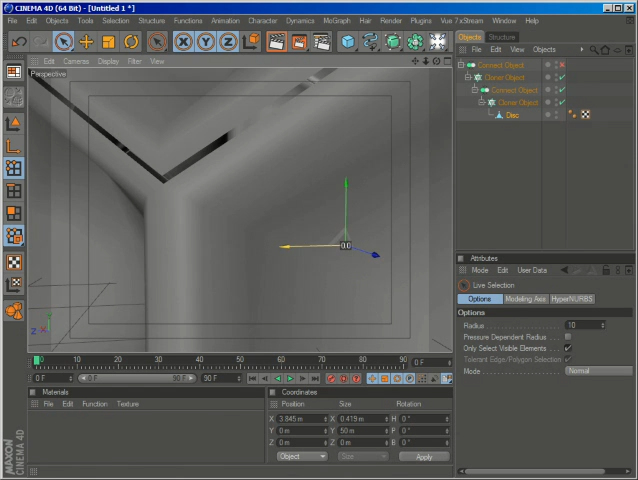 CINEMA 4D (64 Bit) - [Untitled 1 *]
File Edit Objects Tools Selection Structure Functions Animation Character Dynamics MoGraph Hair Render Plugins Vue 7xStream Window Help
Objects Structure
Edit Cameras Display Filter View
File Edit View Objects
Perspective
Connect Object
Cloner Object
Connect Object
Cloner Object
Disc
0.0
Z X
Attributes
Mode Edit User Data
Live Selection
Options Modeling Axis HyperNURBS
Options
Radius 10
Pressure Dependent Radius
Only Select Visible Elements
Tolerant Edge/Polygon Selection
Mode Normal
0 10 20 30 40 50 60 70 80 90 0 F
0 F 0 F 90 F 90 F
Materials
File Edit Function Texture
Coordinates
Position Size Rotation
X 3.845 m X 0.419 m H 0 °
Y 0 m Y 50 m P 0 °
Z 0 m Z 0 m B 0 °
Object Size Apply
MAXON
CINEMA 4D